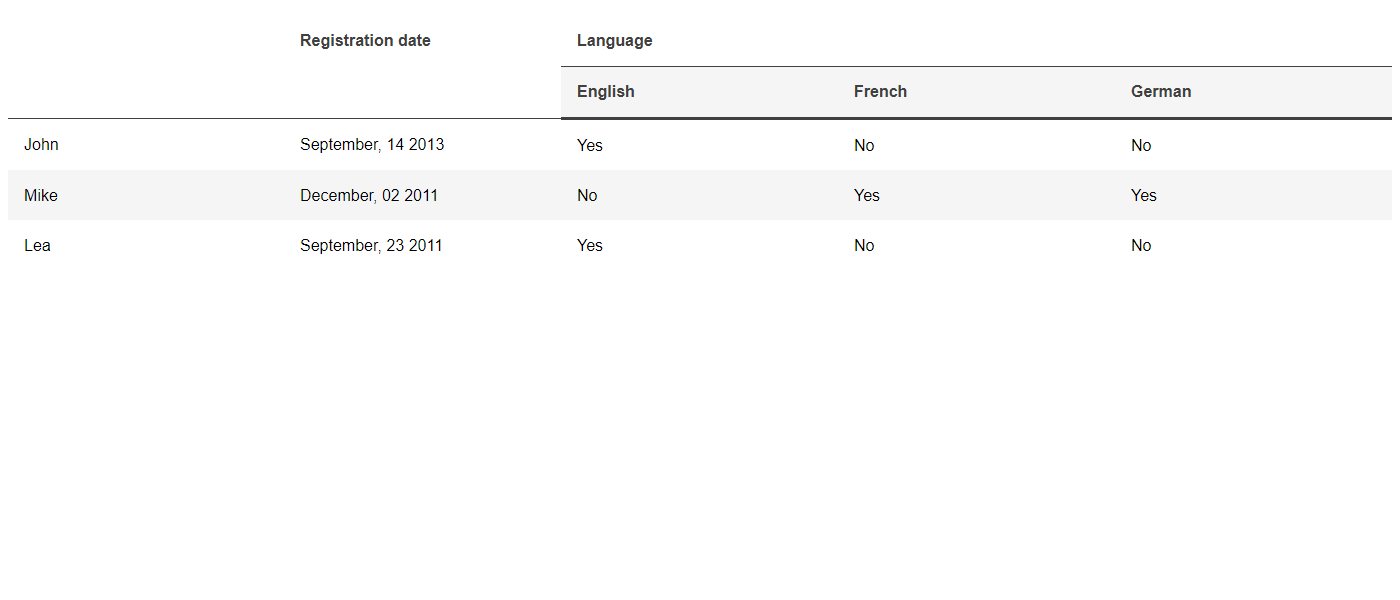 Registration date Language
English French German
John September, 14 2013 Yes No No
Mike December, 02 2011 No Yes Yes
Lea September, 23 2011 Yes No No